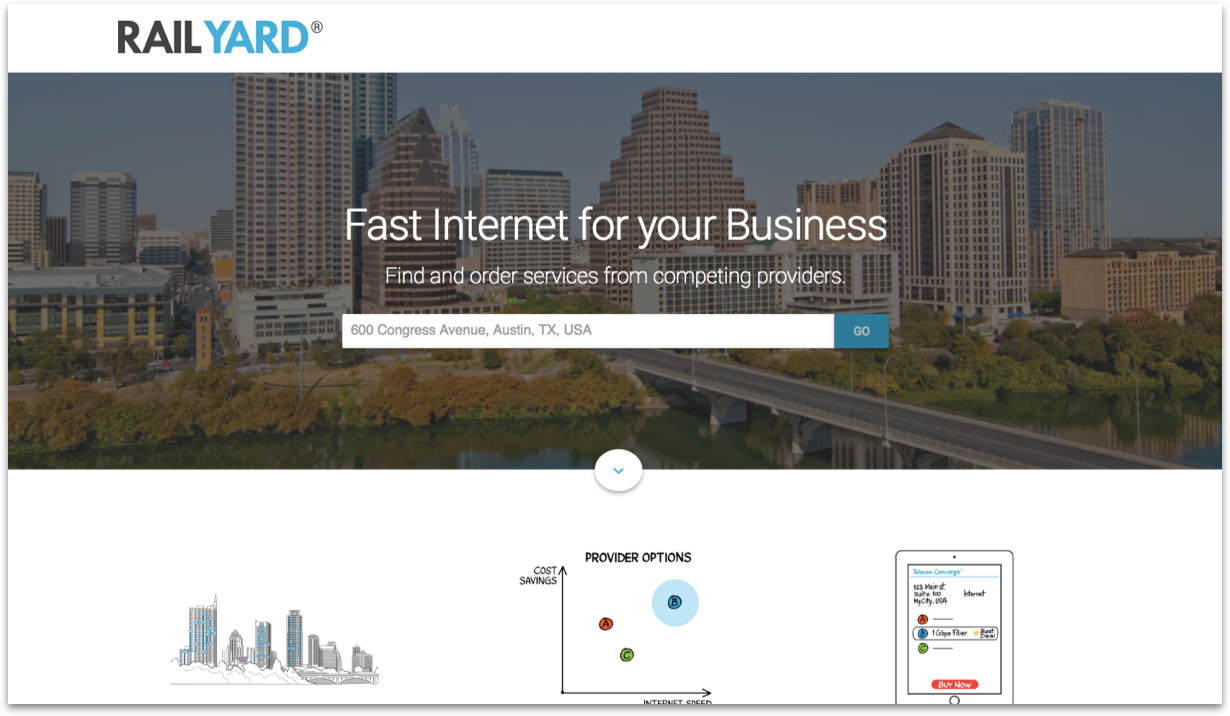 RAILYARD®
Fast Internet for your Business
Find and order services from competing providers.
600 Congress Avenue, Austin, TX, USA
GO
PROVIDER OPTIONS
COST
SAVINGS
A
B
C
INTERNET SPEED
Telecom Concierge™
123 Main st.
Suite 100
MyCity, USA
Internet
A
B 1 Gbps Fiber Best
Deal
C
Buy Now